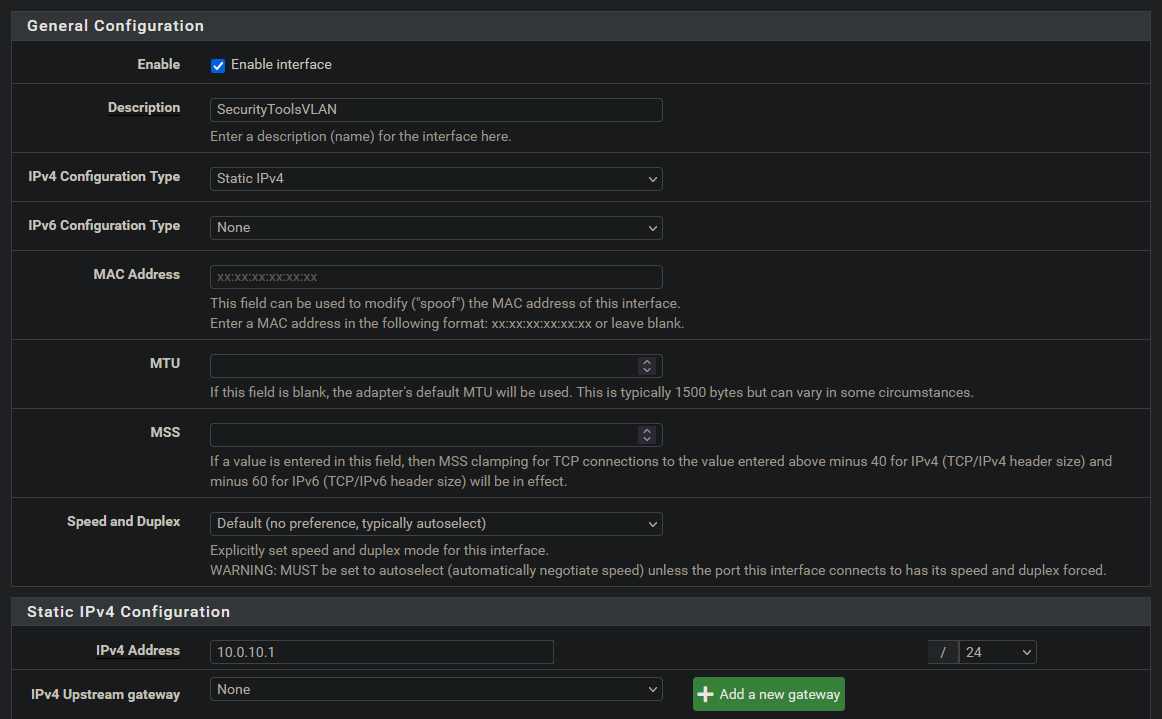 General Configuration
Enable
Enable interface
Description
SecurityToolsVLAN
Enter a description (name) for the interface here.
IPv4 Configuration Type
Static IPv4
IPv6 Configuration Type
None
MAC Address
xx:xx:xx:xx:xx:xx
This field can be used to modify ("spoof") the MAC address of this interface.
Enter a MAC address in the following format: xx:xx:xx:xx:xx:xx or leave blank.
MTU
If this field is blank, the adapter's default MTU will be used. This is typically 1500 bytes but can vary in some circumstances.
MSS
If a value is entered in this field, then MSS clamping for TCP connections to the value entered above minus 40 for IPv4 (TCP/IPv4 header size) and
minus 60 for IPv6 (TCP/IPv6 header size) will be in effect.
Speed and Duplex
Default (no preference, typically autoselect)
Explicitly set speed and duplex mode for this interface.
WARNING: MUST be set to autoselect (automatically negotiate speed) unless the port this interface connects to has its speed and duplex forced.
Static IPv4 Configuration
IPv4 Address
10.0.10.1
/ 24
IPv4 Upstream gateway
None
Add a new gateway